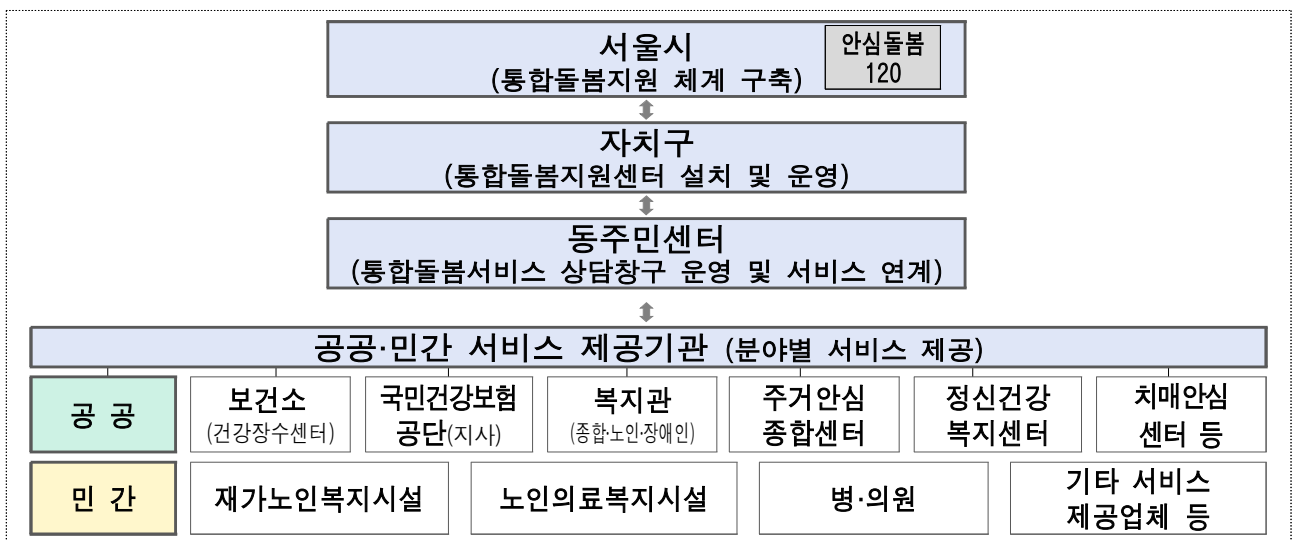 서울시
(통합돌봄지원 체계 구축)
안심돌봄
120
자치구
(통합돌봄지원센터 설치 및 운영)
동주민센터
(통합돌봄서비스 상담창구 운영 및 서비스 연계)
공공·민간 서비스 제공기관 (분야별 서비스 제공)
공 공
보건소
(건강장수센터)
국민건강보험
공단(지사)
복지관
(종합·노인·장애인)
주거안심
종합센터
정신건강
복지센터
치매안심
센터 등
민 간
재가노인복지시설
노인의료복지시설
병·의원
기타 서비스
제공업체 등